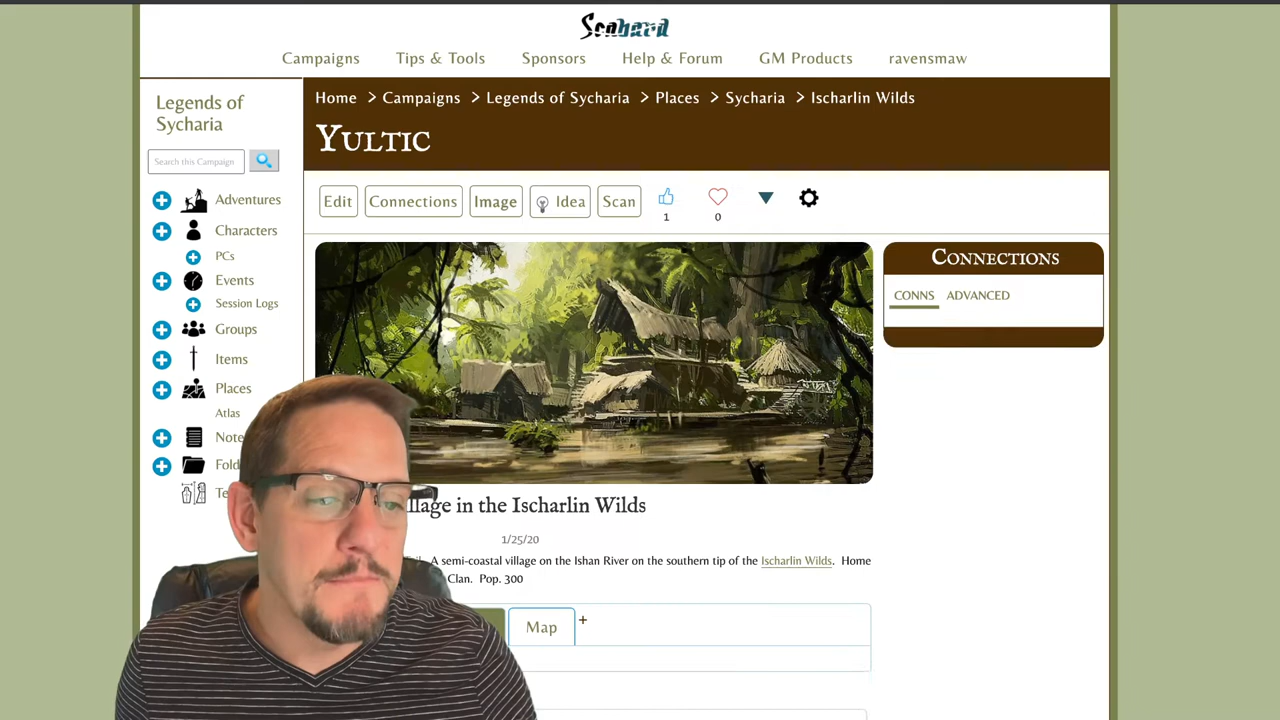 Scabard
Campaigns Tips & Tools Sponsors Help & Forum GM Products ravensmaw
Legends of
Sycharia
Search this Campaign
Adventures
Characters
PCs
Events
Session Logs
Groups
Items
Places
Atlas
Home > Campaigns > Legends of Sycharia > Places > Sycharia > Ischarlin Wilds
Yultic
Edit Connections Image Idea Scan
1 0
Connections
CONNS ADVANCED
in the Ischarlin Wilds
1/25/20
A semi-coastal village on the Ishan River on the southern tip of the Ischarlin Wilds. Home
Clan. Pop. 300
Map +